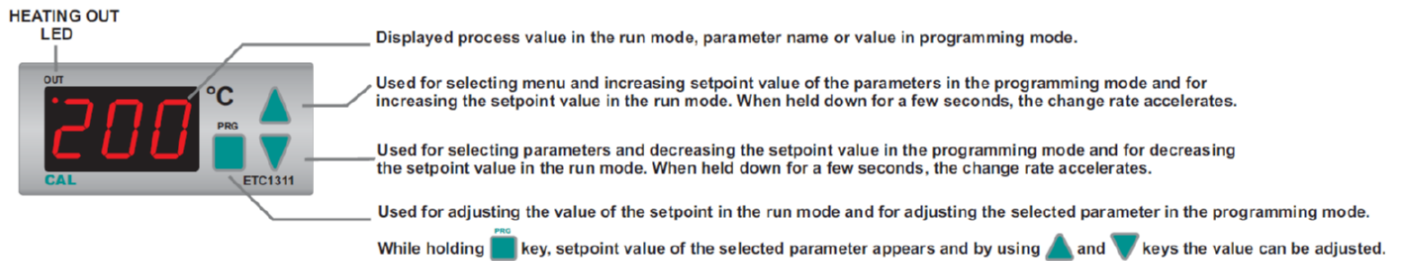 HEATING OUT
LED
Displayed process value in the run mode, parameter name or value in programming mode.
OUT
200
°C
PRG
CAL
ETC1311
Used for selecting menu and increasing setpoint value of the parameters in the programming mode and for
increasing the setpoint value in the run mode. When held down for a few seconds, the change rate accelerates.
Used for selecting parameters and decreasing the setpoint value in the programming mode and for decreasing
the setpoint value in the run mode. When held down for a few seconds, the change rate accelerates.
Used for adjusting the value of the setpoint in the run mode and for adjusting the selected parameter in the programming mode.
PRG
While holding key, setpoint value of the selected parameter appears and by using and keys the value can be adjusted.